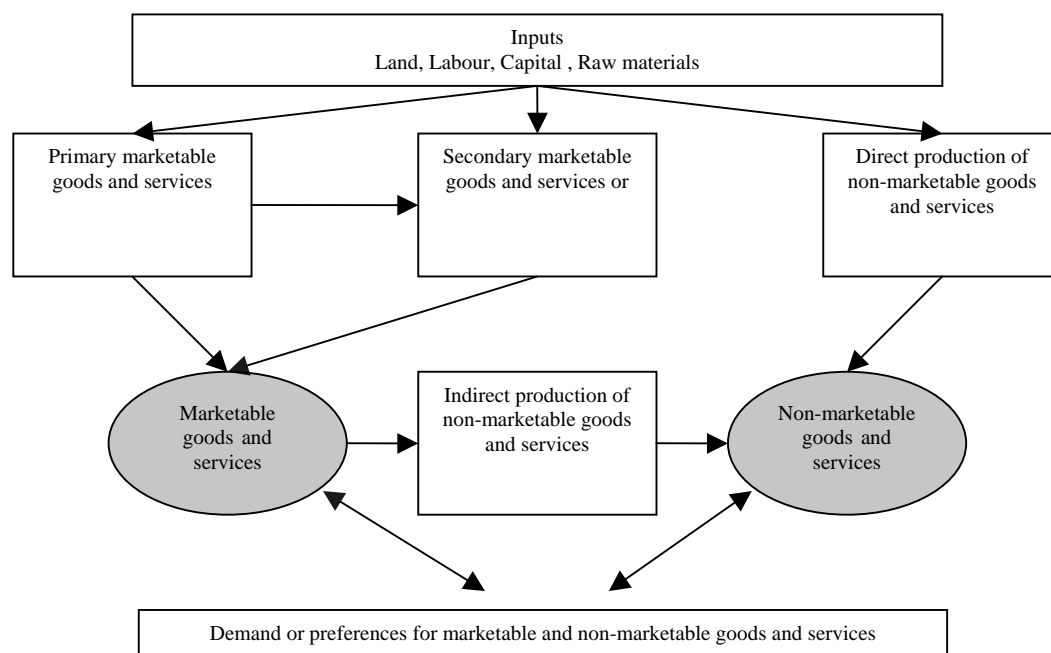 Inputs
Land, Labour, Capital , Raw materials
Primary marketable
goods and services
Secondary marketable
goods and services or
Direct production of
non-marketable goods
and services
Marketable
goods and
services
Indirect production of
non-marketable goods
and services
Non-marketable
goods and
services
Demand or preferences for marketable and non-marketable goods and services